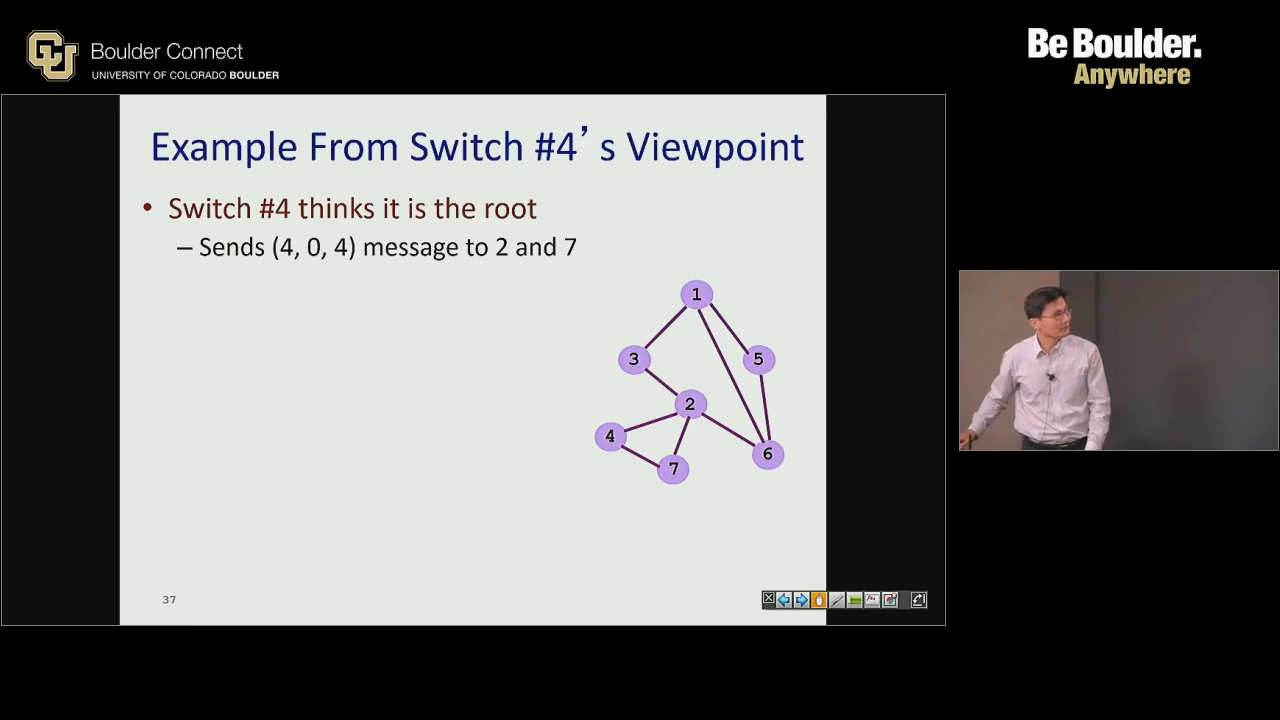 Boulder Connect
UNIVERSITY OF COLORADO BOULDER
Be Boulder.
Anywhere
Example From Switch #4’s Viewpoint
• Switch #4 thinks it is the root
– Sends (4, 0, 4) message to 2 and 7
1
3
5
2
4
6
7
37